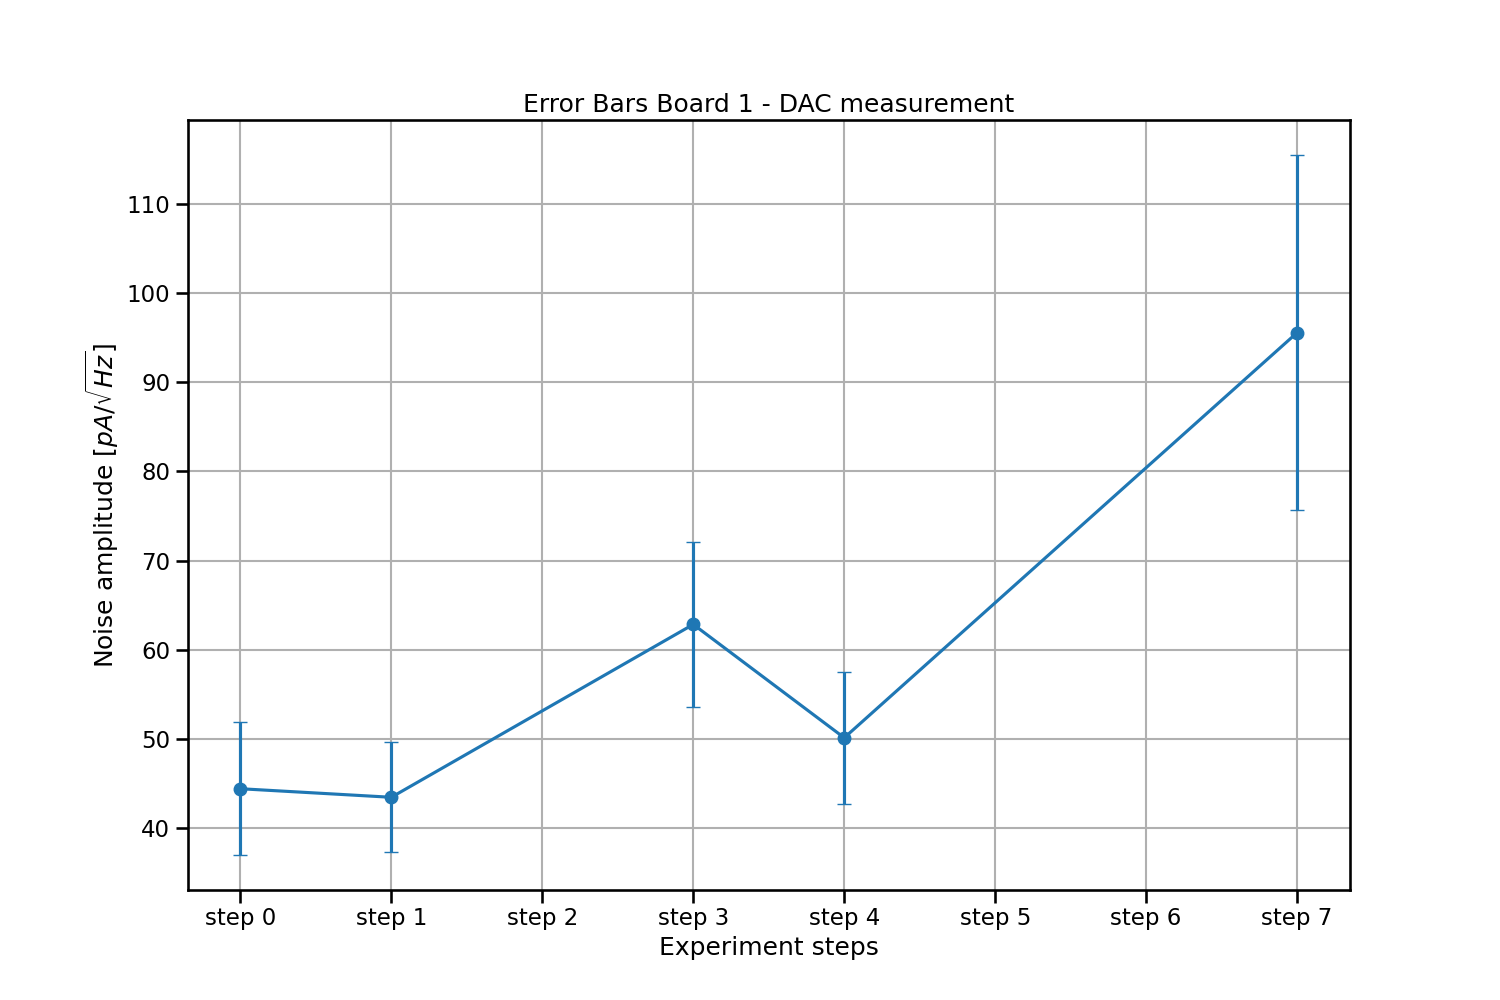 Error Bars Board 1 - DAC measurement
Noise amplitude [pA/√Hz]
110
100
90
80
70
60
50
40
step 0 step 1 step 2 step 3 step 4 step 5 step 6 step 7
Experiment steps